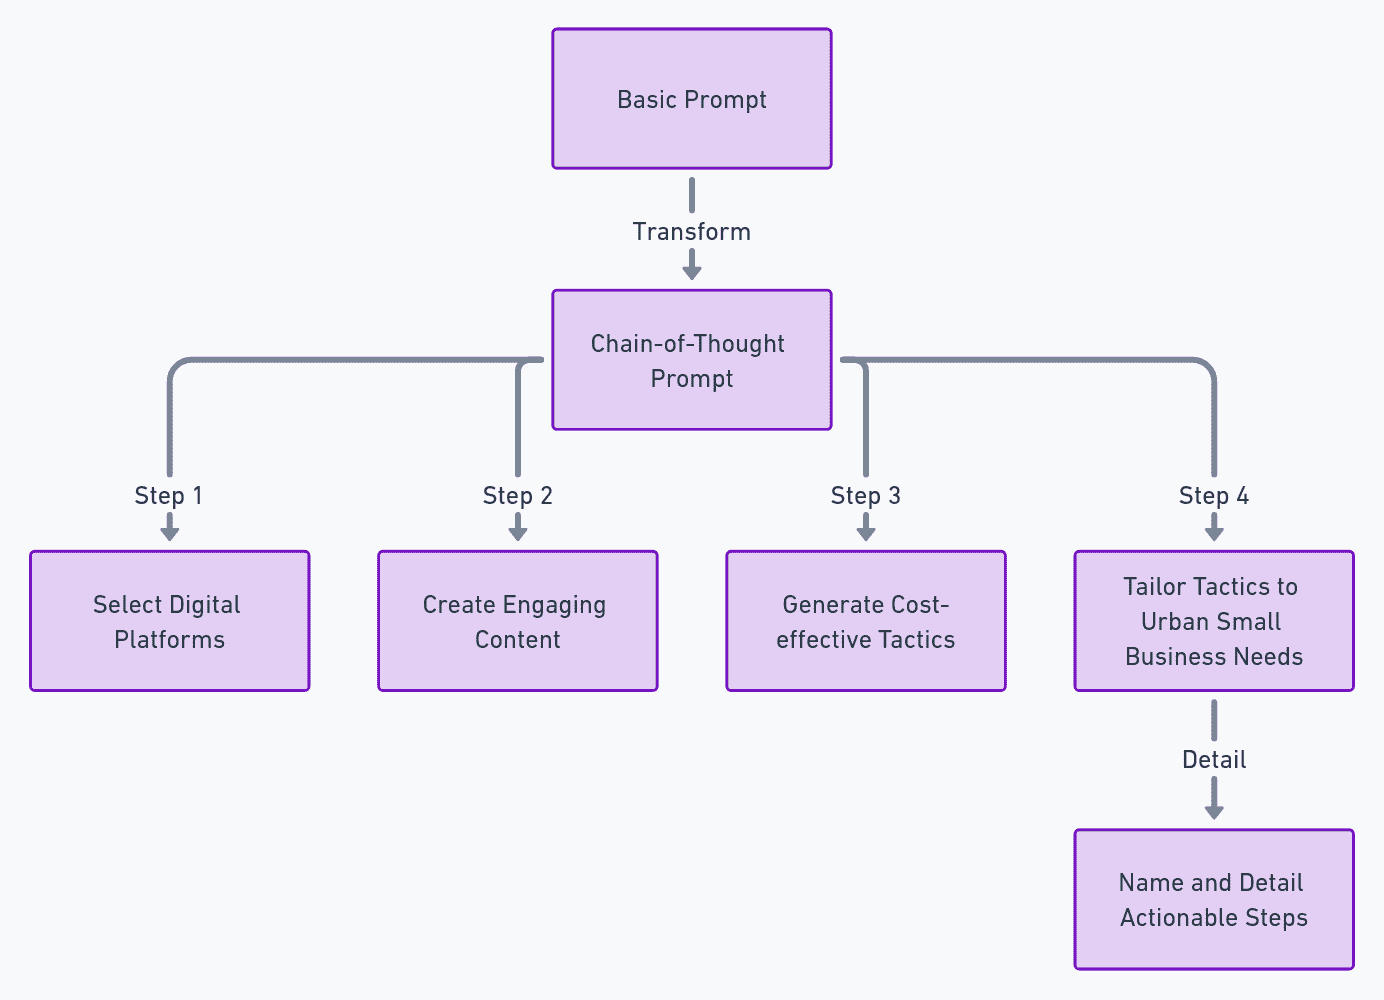 Basic Prompt
Transform
Chain-of-Thought
Prompt
Step 1
Step 2
Step 3
Step 4
Select Digital
Platforms
Create Engaging
Content
Generate Cost-
effective Tactics
Tailor Tactics to
Urban Small
Business Needs
Detail
Name and Detail
Actionable Steps